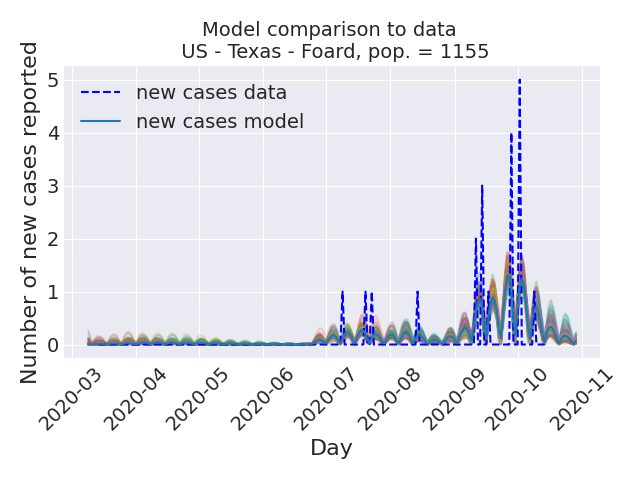 Model comparison to data
US - Texas - Foard, pop. = 1155
Number of new cases reported
5
4
3
2
1
0
new cases data
new cases model
2020-03
2020-04
2020-05
2020-06
2020-07
2020-08
2020-09
2020-10
2020-11
Day